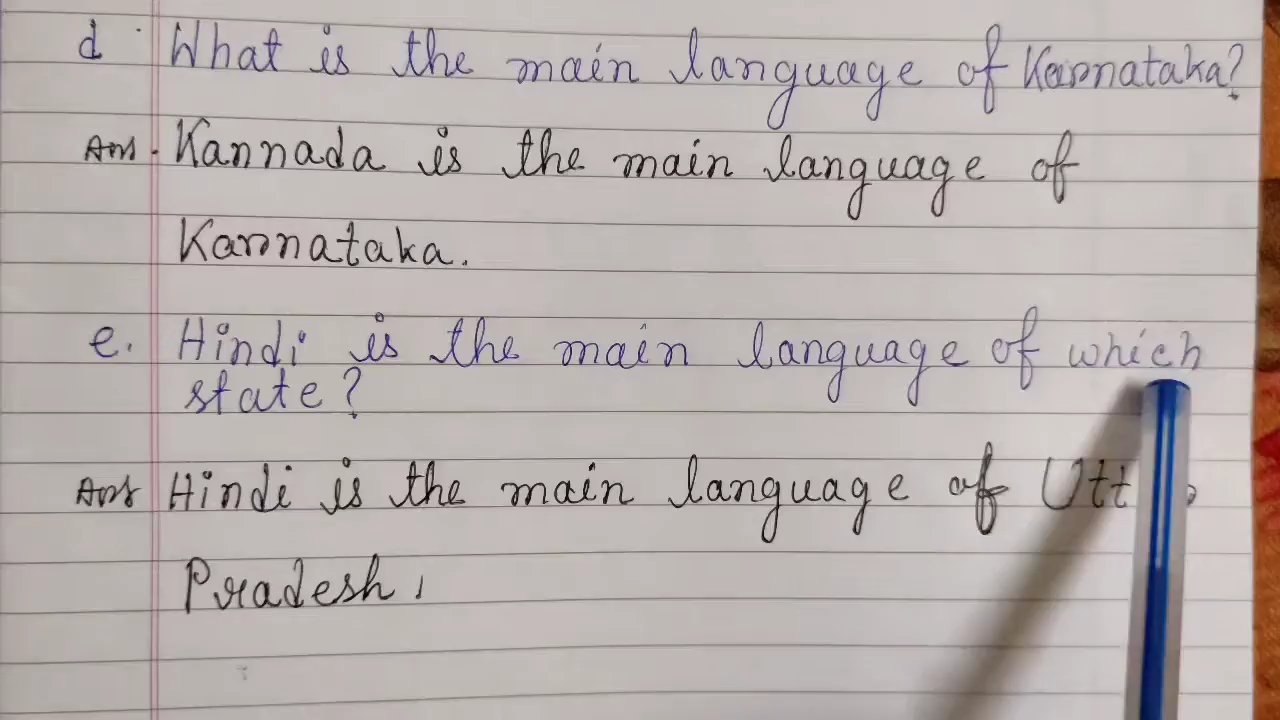 d What is the main language of Karnataka?
Ans. Kannada is the main language of
Karnataka.
e. Hindi is the main language of which
state?
Ans Hindi is the main language of
Pradesh.